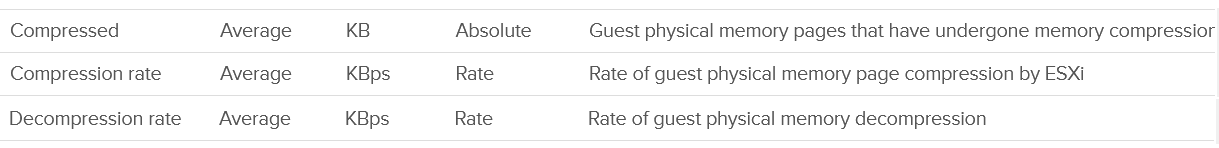 Compressed Average KB Absolute Guest physical memory pages that have undergone memory compression
Compression rate Average KBps Rate Rate of guest physical memory page compression by ESXi
Decompression rate Average KBps Rate Rate of guest physical memory decompression